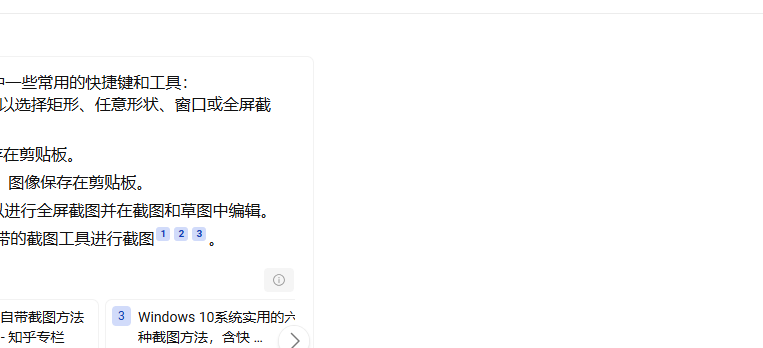 一些常用的快捷键和工具：
以选择矩形、任意形状、窗口或全屏截
在剪贴板。
图像保存在剪贴板。
以进行全屏截图并在截图和草图中编辑。
带的截图工具进行截图 1 2 3 。
自带截图方法
- 知乎专栏
3 Windows 10系统实用的六
种截图方法，含快 ...